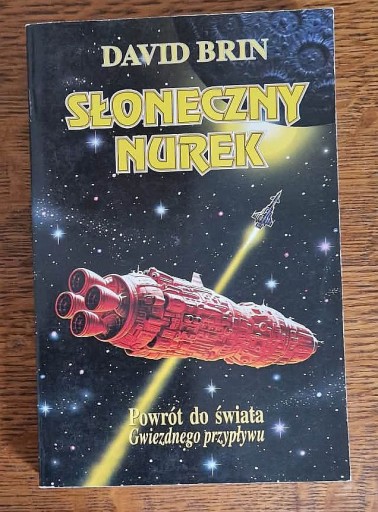 DAVID BRIN
SŁONECZNY
NUREK
Powrót do świata
Gwiezdnego przypływu